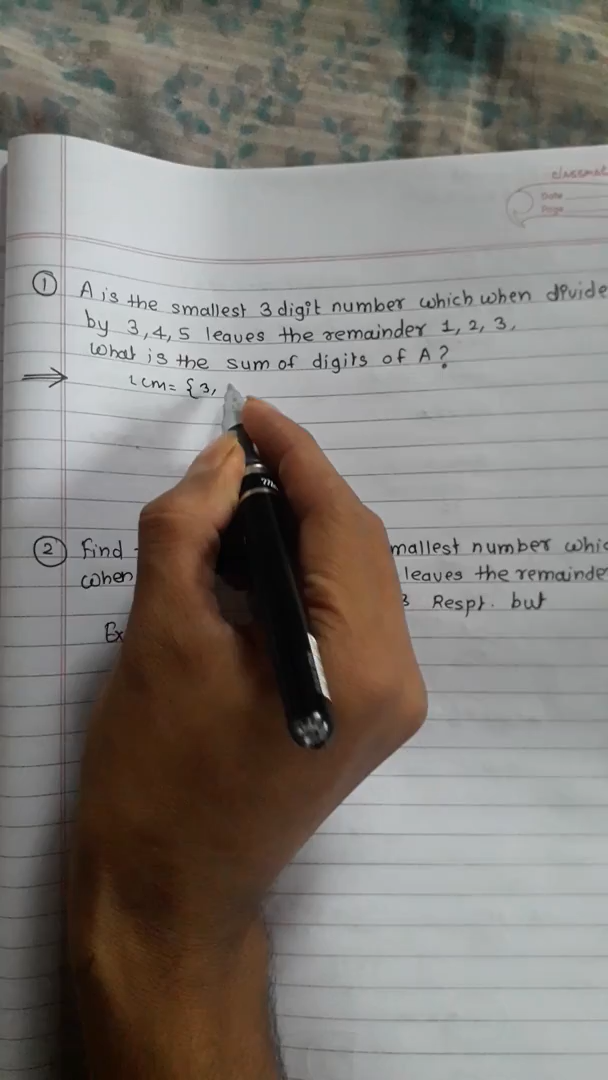 classmate
Date
Page
① A is the smallest 3 digit number which when divide
by 3, 4, 5 leaves the remainder 1, 2, 3.
What is the sum of digits of A?
⇒ LCM = {3,
② Find mallest number whic
when leaves the remainde
3 Respt. but
Ex